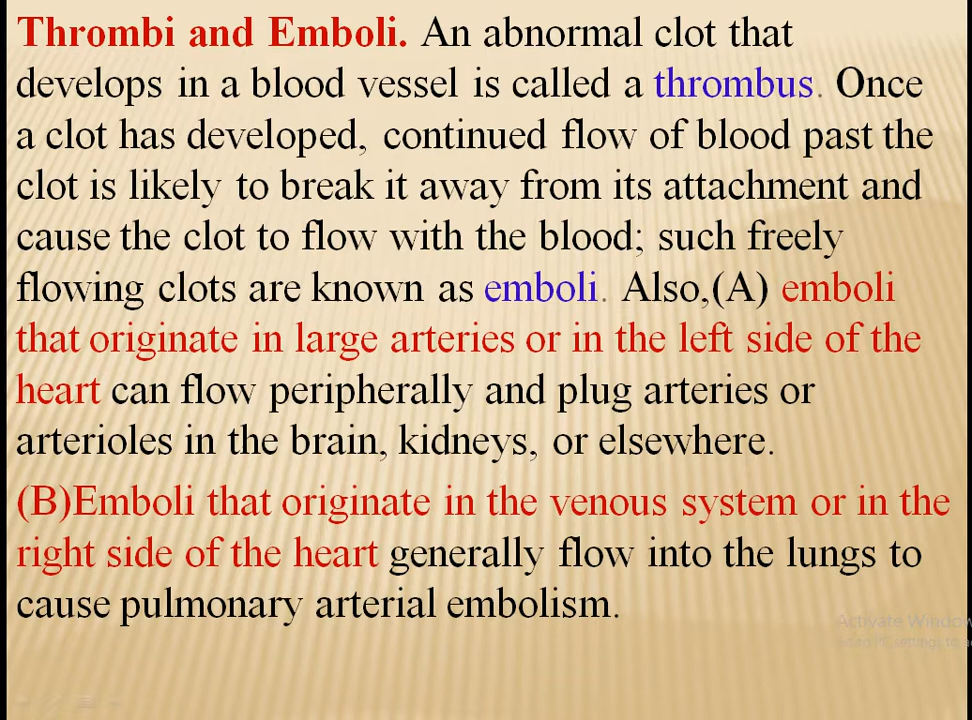 Thrombi and Emboli. An abnormal clot that
develops in a blood vessel is called a thrombus. Once
a clot has developed, continued flow of blood past the
clot is likely to break it away from its attachment and
cause the clot to flow with the blood; such freely
flowing clots are known as emboli. Also,(A) emboli
that originate in large arteries or in the left side of the
heart can flow peripherally and plug arteries or
arterioles in the brain, kidneys, or elsewhere.
(B)Emboli that originate in the venous system or in the
right side of the heart generally flow into the lungs to
cause pulmonary arterial embolism.
Activate Window
settings to